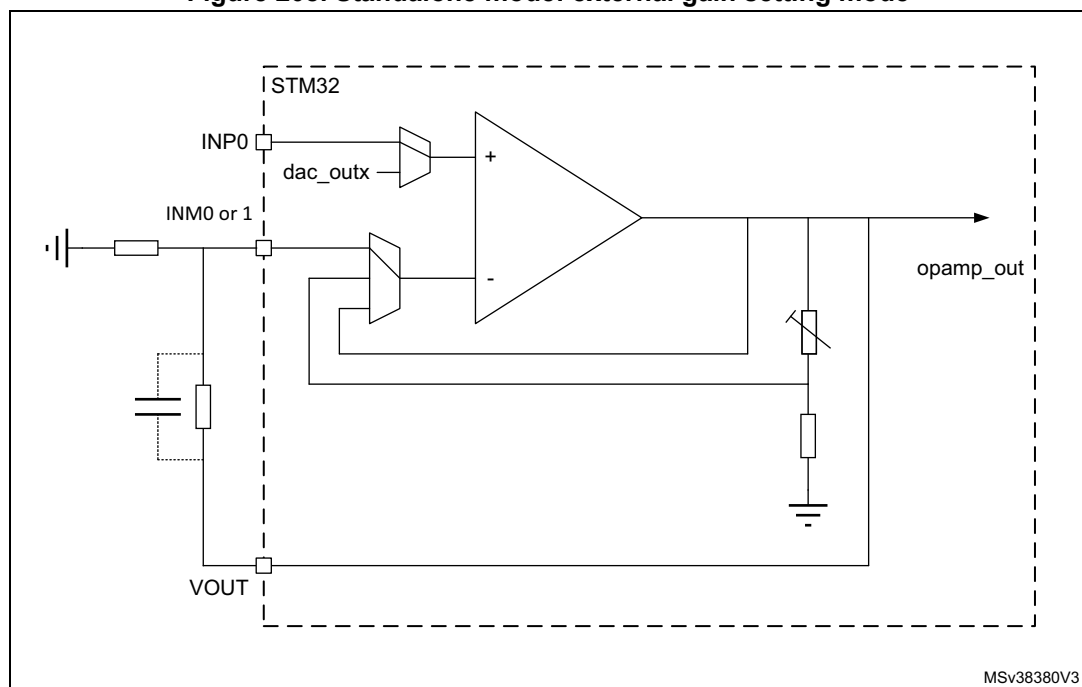 STM32
INP0
+
dac_outx
INM0 or 1
-
opamp_out
VOUT
MSv38380V3